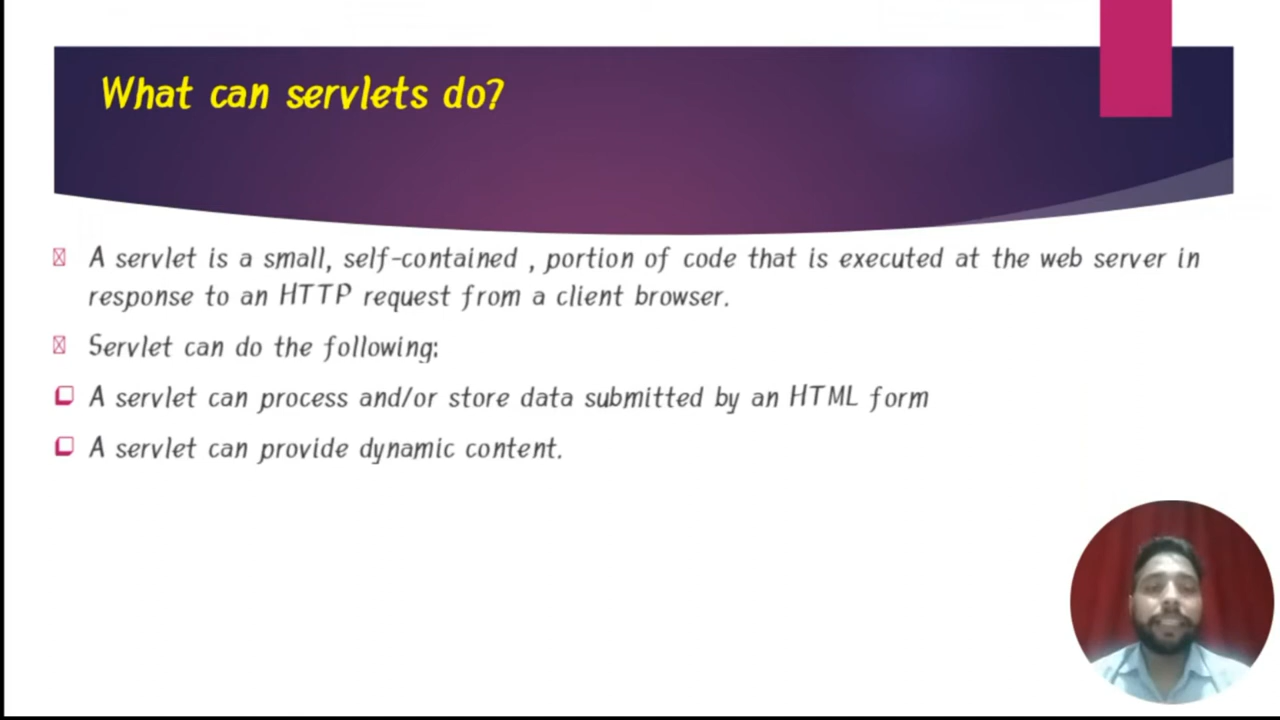 What can servlets do?
A servlet is a small, self-contained , portion of code that is executed at the web server in
response to an HTTP request from a client browser.
Servlet can do the following:
A servlet can process and/or store data submitted by an HTML form
A servlet can provide dynamic content.